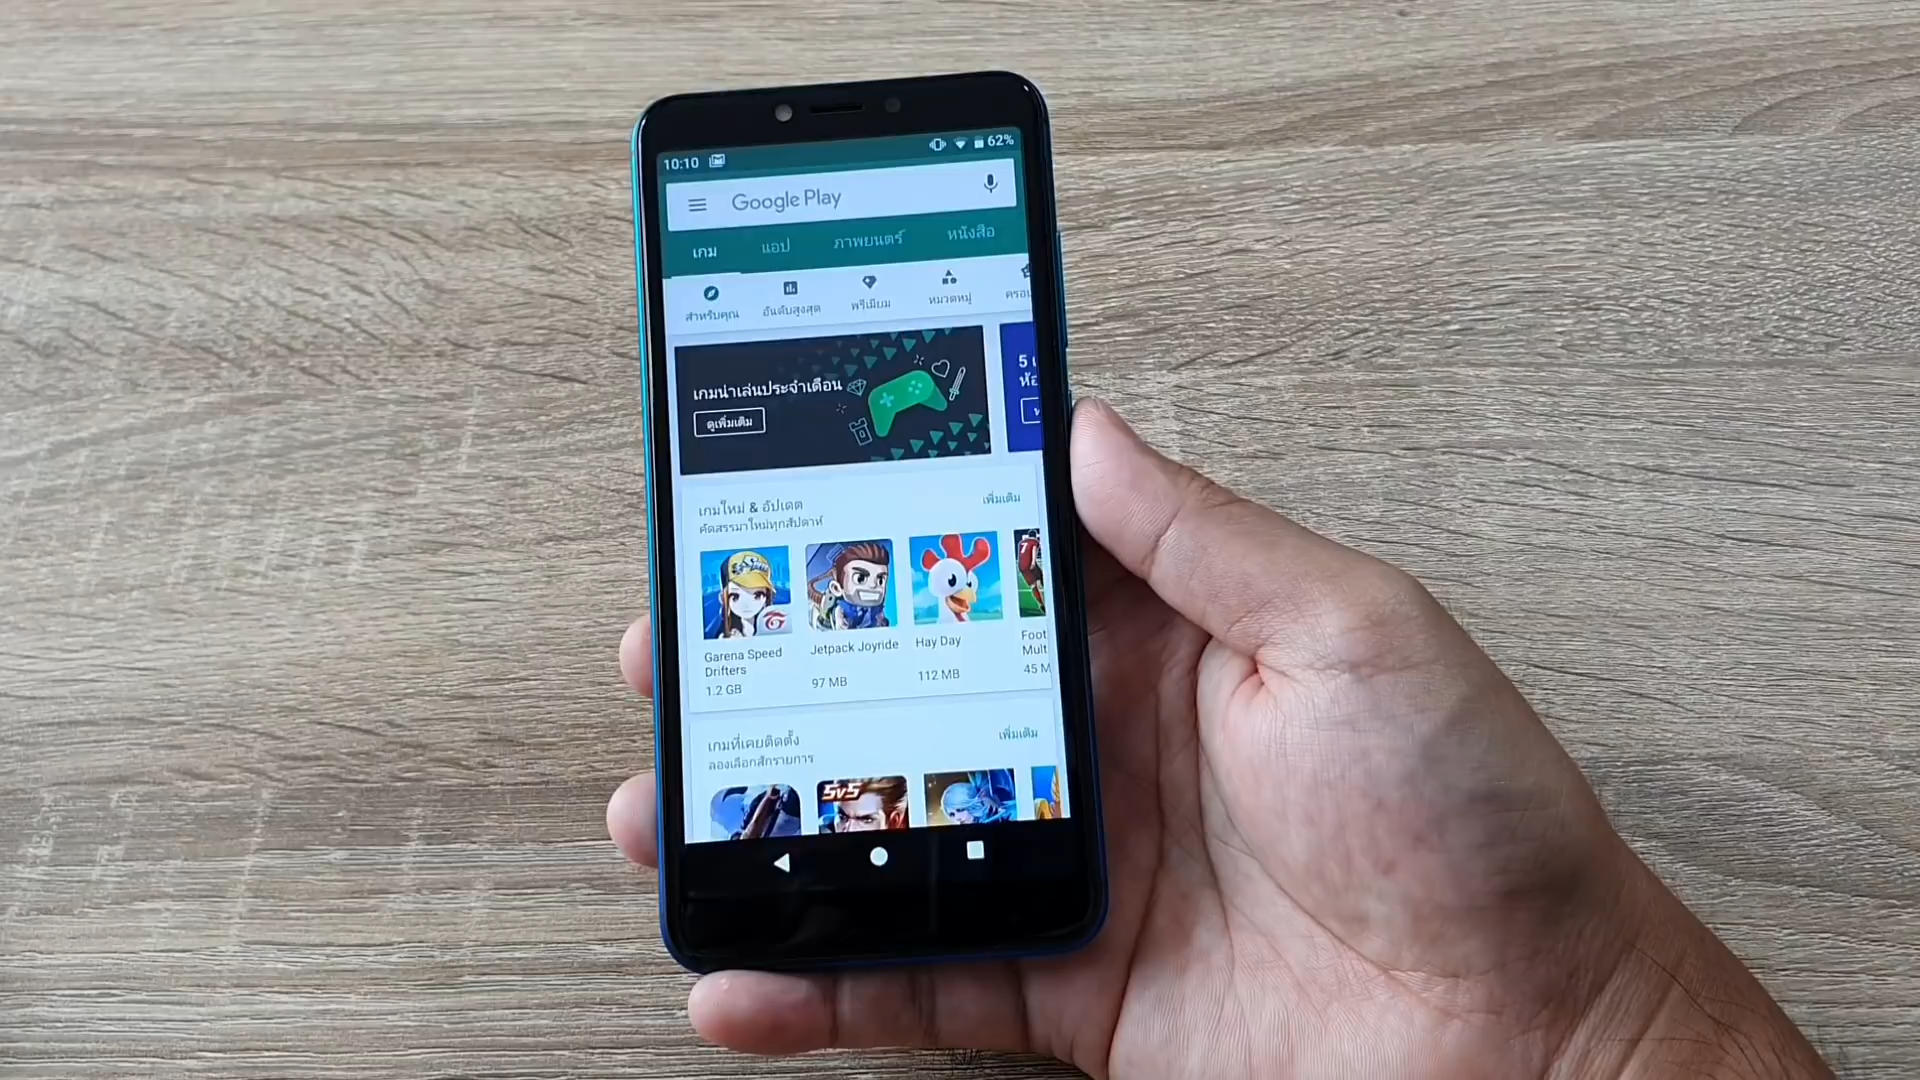 10:10
62%
Google Play
เกม แอป ภาพยนตร์ หนังสือ
สำหรับคุณ อันดับสูงสุด พรีเมียม หมวดหมู่ ครอบ
เกมน่าเล่นประจำเดือน
ดูเพิ่มเติม
5
เกมใหม่ & อัปเดต
เพิ่มเติม
คัดสรรมาใหม่ทุกสัปดาห์
Garena Speed
Drifters
1.2 GB
Jetpack Joyride
97 MB
Hay Day
112 MB
Foot
Mult
45 M
เกมที่เคยติดตั้ง
เพิ่มเติม
ลองเลือกสักรายการ
5v5